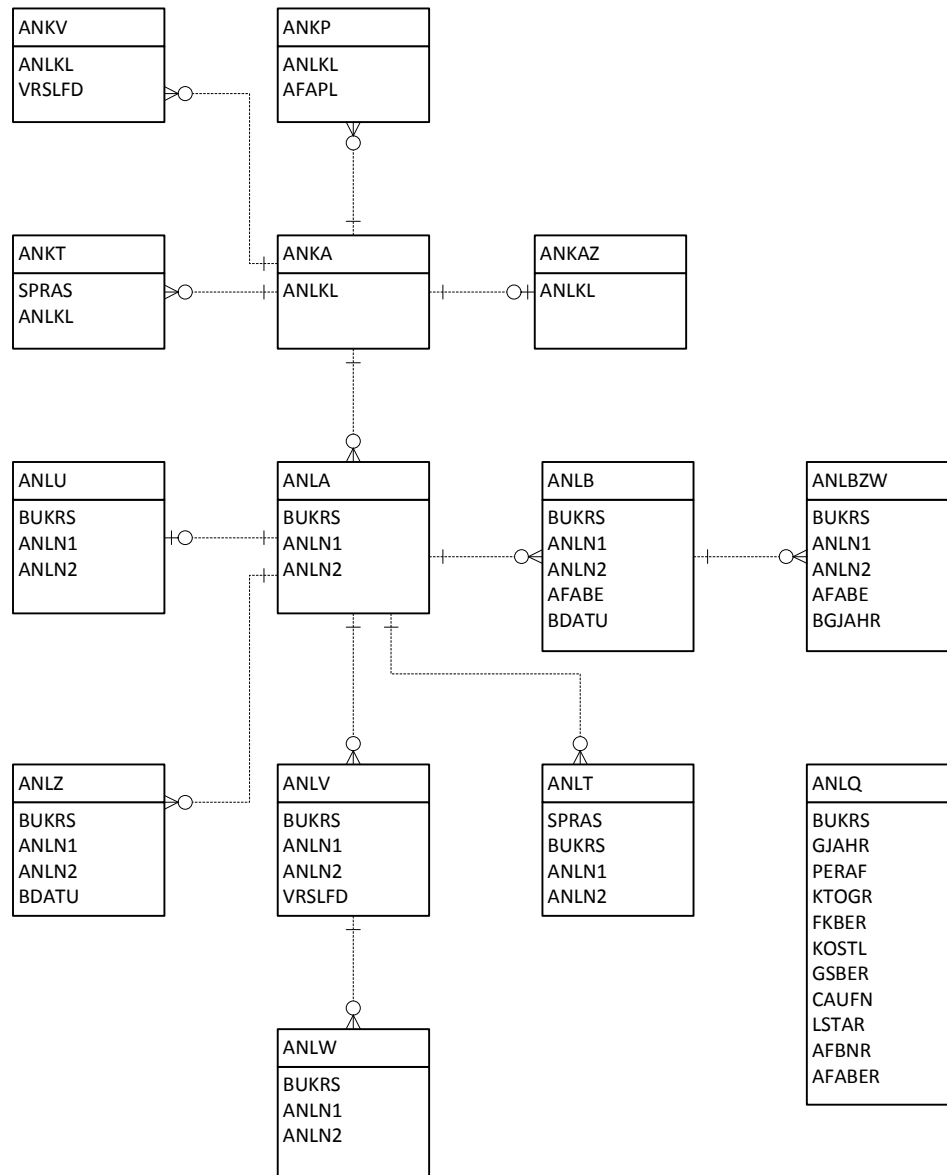 ANKV
ANLKL
VRSLFD
ANKP
ANLKL
AFAPL
ANKT
SPRAS
ANLKL
ANKA
ANLKL
ANKAZ
ANLKL
ANLU
BUKRS
ANLN1
ANLN2
ANLA
BUKRS
ANLN1
ANLN2
ANLB
BUKRS
ANLN1
ANLN2
AFABE
BDATU
ANLBZW
BUKRS
ANLN1
ANLN2
AFABE
BGJAHR
ANLZ
BUKRS
ANLN1
ANLN2
BDATU
ANLV
BUKRS
ANLN1
ANLN2
VRSLFD
ANLT
SPRAS
BUKRS
ANLN1
ANLN2
ANLQ
BUKRS
GJAHR
PERAF
KTOGR
FKBER
KOSTL
GSBER
CAUFN
LSTAR
AFBNR
AFABER
ANLW
BUKRS
ANLN1
ANLN2